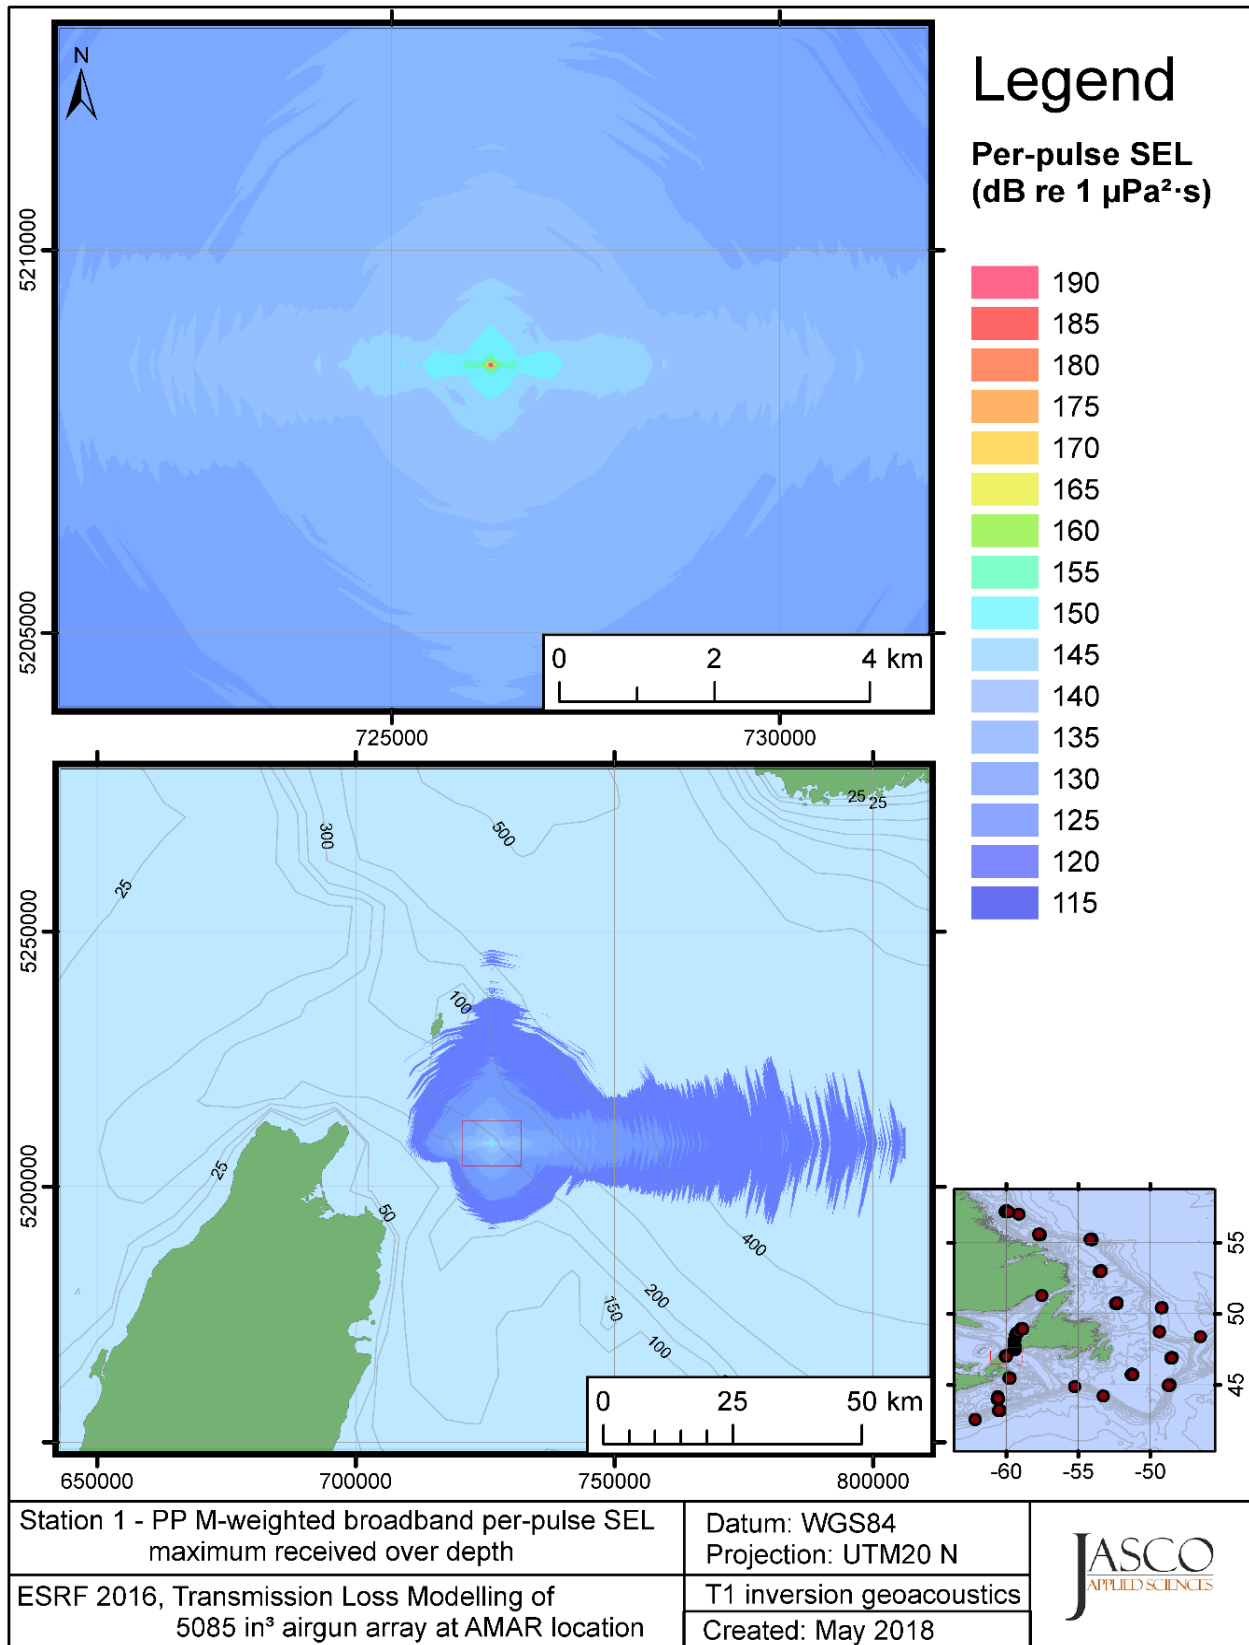 N
5210000
5205000
0 2 4 km
725000 730000
Legend
Per-pulse SEL
(dB re 1 µPa²·s)
190
185
180
175
170
165
160
155
150
145
140
135
130
125
120
115
25
300
500
25
25
100
25
50
400
200
150
100
5250000
5200000
0 25 50 km
650000 700000 750000 800000
55
50
45
-60 -55 -50
Station 1 - PP M-weighted broadband per-pulse SEL
maximum received over depth
ESRF 2016, Transmission Loss Modelling of
5085 in³ airgun array at AMAR location
Datum: WGS84
Projection: UTM20 N
T1 inversion geoacoustics
Created: May 2018
JASCO
APPLIED SCIENCES